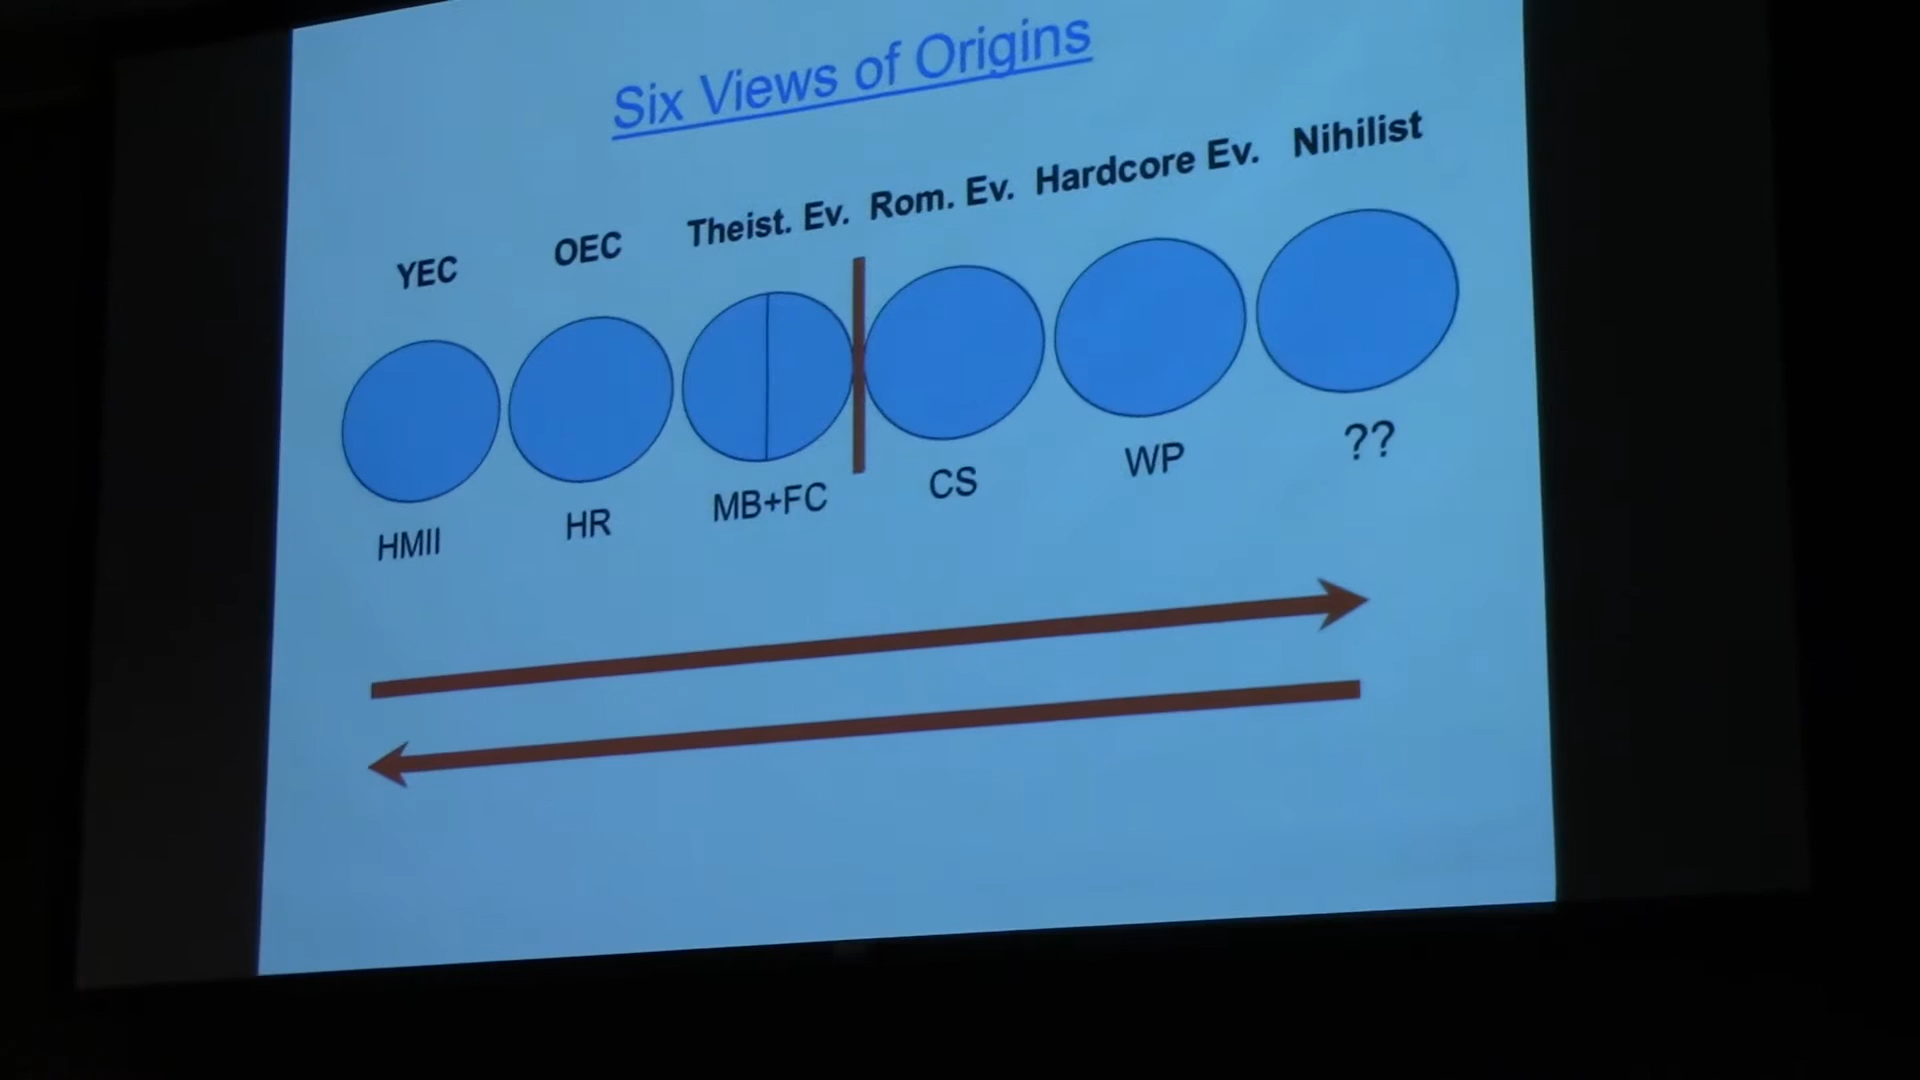 Six Views of Origins
YEC OEC Theist. Ev. Rom. Ev. Hardcore Ev. Nihilist
HMII HR MB+FC CS WP ??